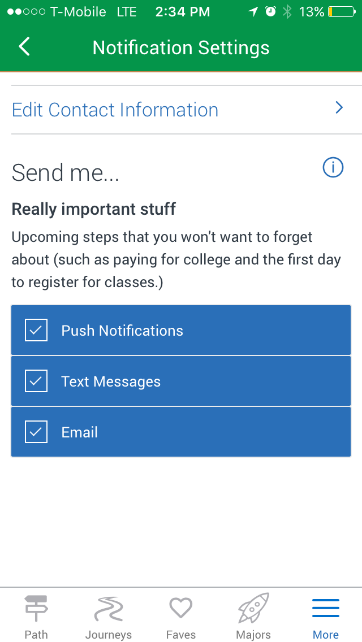 T-Mobile LTE 2:34 PM 13%
Notification Settings
Edit Contact Information
Send me...
Really important stuff
Upcoming steps that you won't want to forget
about (such as paying for college and the first day
to register for classes.)
Push Notifications
Text Messages
Email
Path Journeys Faves Majors More